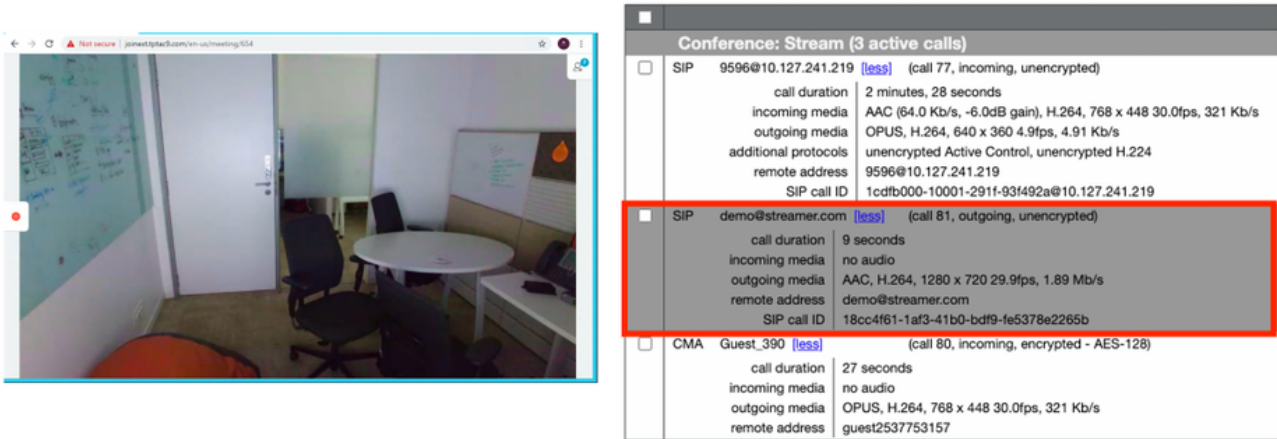 Not secure | joinext.tptac9.com/en-us/meeting/654
Conference: Stream (3 active calls)
SIP 9596@10.127.241.219 [less] (call 77, incoming, unencrypted)
call duration 2 minutes, 28 seconds
incoming media AAC (64.0 Kb/s, -6.0dB gain), H.264, 768 x 448 30.0fps, 321 Kb/s
outgoing media OPUS, H.264, 640 x 360 4.9fps, 4.91 Kb/s
additional protocols unencrypted Active Control, unencrypted H.224
remote address 9596@10.127.241.219
SIP call ID 1cdfb000-10001-291f-93f492a@10.127.241.219
SIP demo@streamer.com [less] (call 81, outgoing, unencrypted)
call duration 9 seconds
incoming media no audio
outgoing media AAC, H.264, 1280 x 720 29.9fps, 1.89 Mb/s
remote address demo@streamer.com
SIP call ID 18cc4f61-1af3-41b0-bdf9-fe5378e2265b
CMA Guest_390 [less] (call 80, incoming, encrypted - AES-128)
call duration 27 seconds
incoming media no audio
outgoing media OPUS, H.264, 768 x 448 30.0fps, 321 Kb/s
remote address guest2537753157